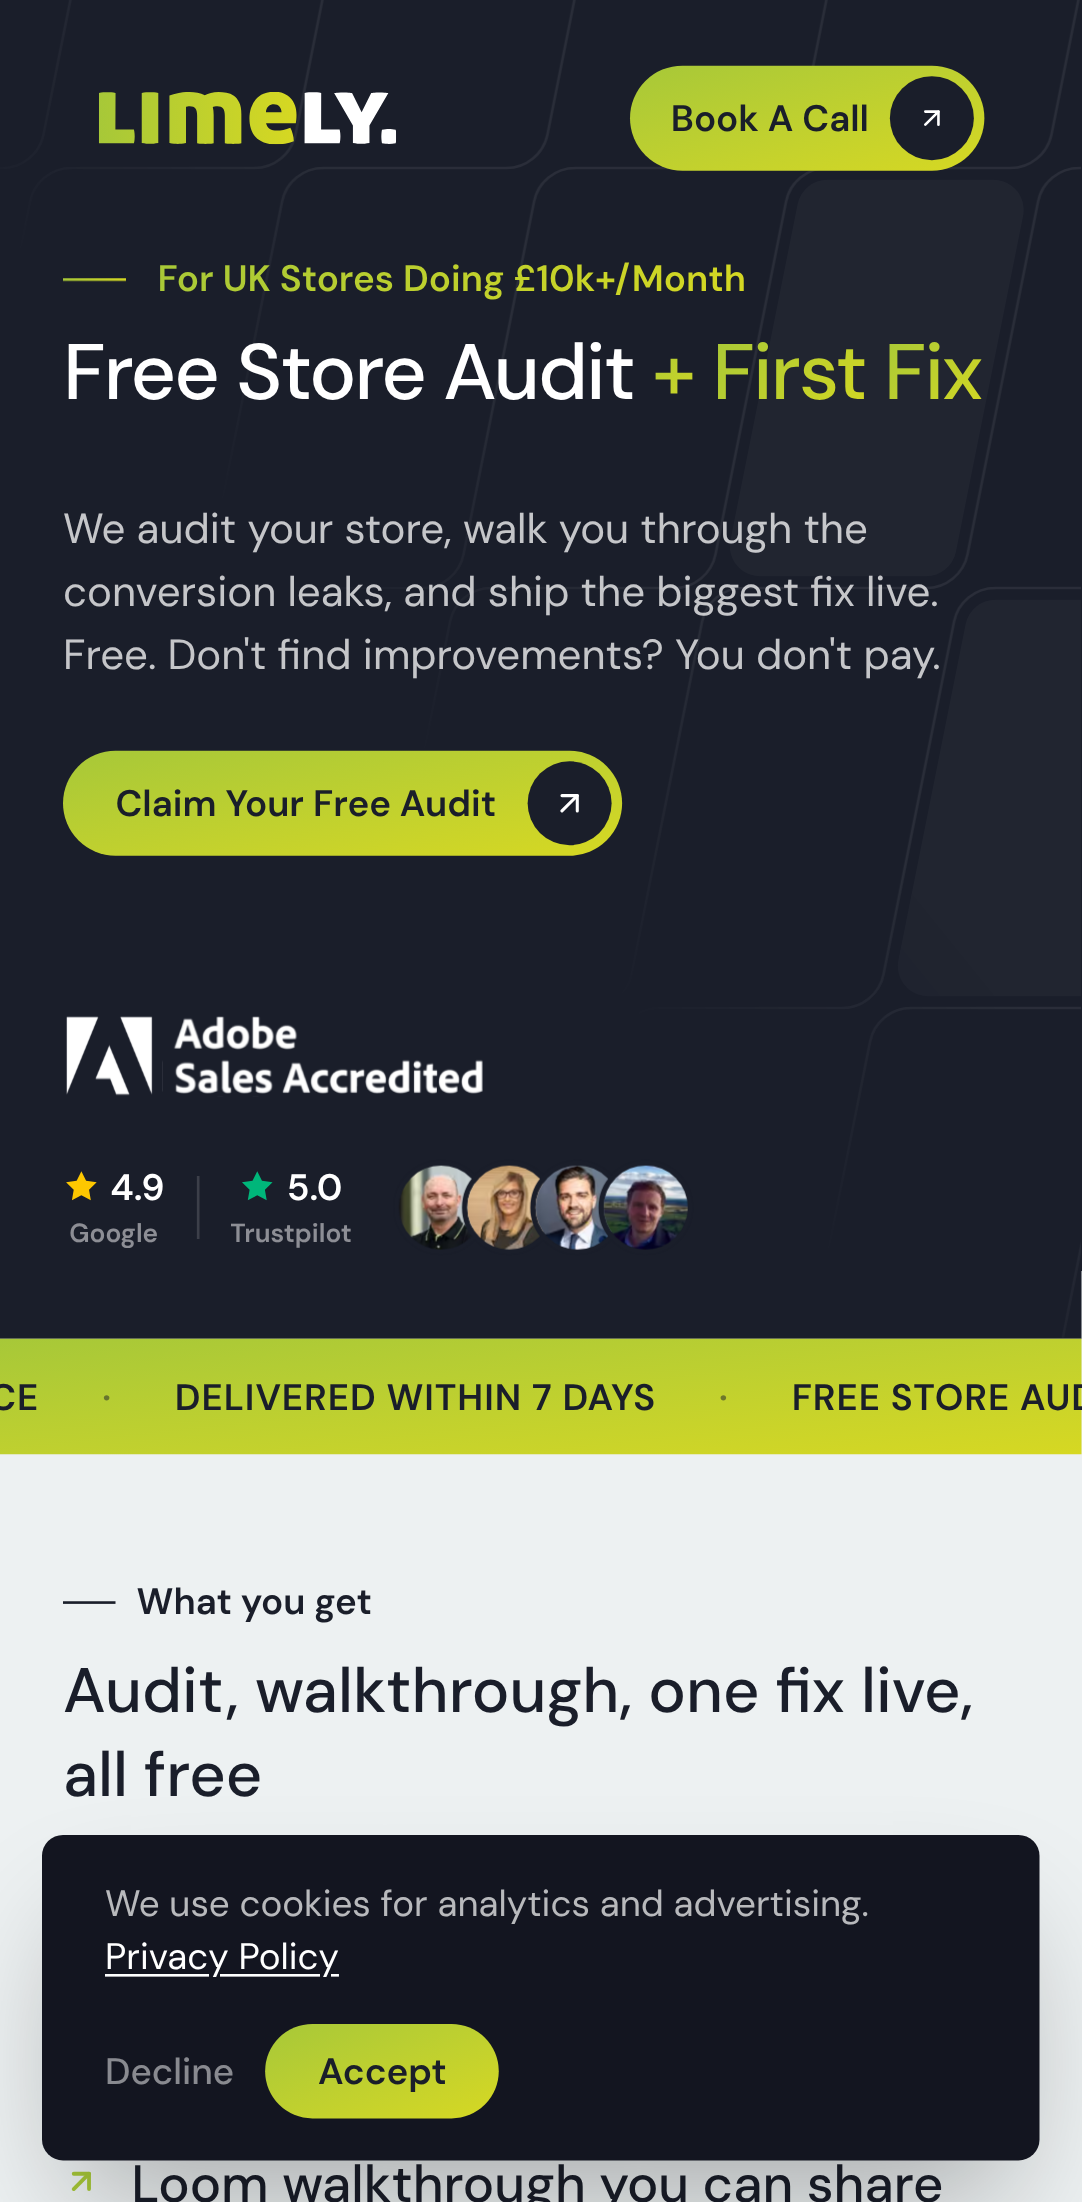 LIMELY.
Book A Call
For UK Stores Doing £10k+/Month
Free Store Audit + First Fix
We audit your store, walk you through the
conversion leaks, and ship the biggest fix live.
Free. Don't find improvements? You don't pay.
Claim Your Free Audit
Adobe
Sales Accredited
4.9
Google
5.0
Trustpilot
CE · DELIVERED WITHIN 7 DAYS · FREE STORE AUD
What you get
Audit, walkthrough, one fix live,
all free
We use cookies for analytics and advertising.
Privacy Policy
Decline
Accept
Loom walkthrough you can share